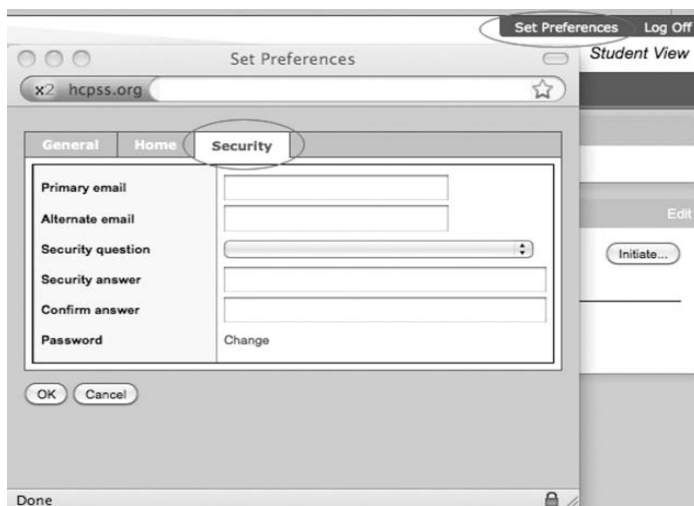 Set Preferences Log Off
Set Preferences
Student View
x2 hcpss.org
General Home Security
Primary email
Alternate email
Edit
Security question
Initiate...
Security answer
Confirm answer
Password Change
OK Cancel
Done